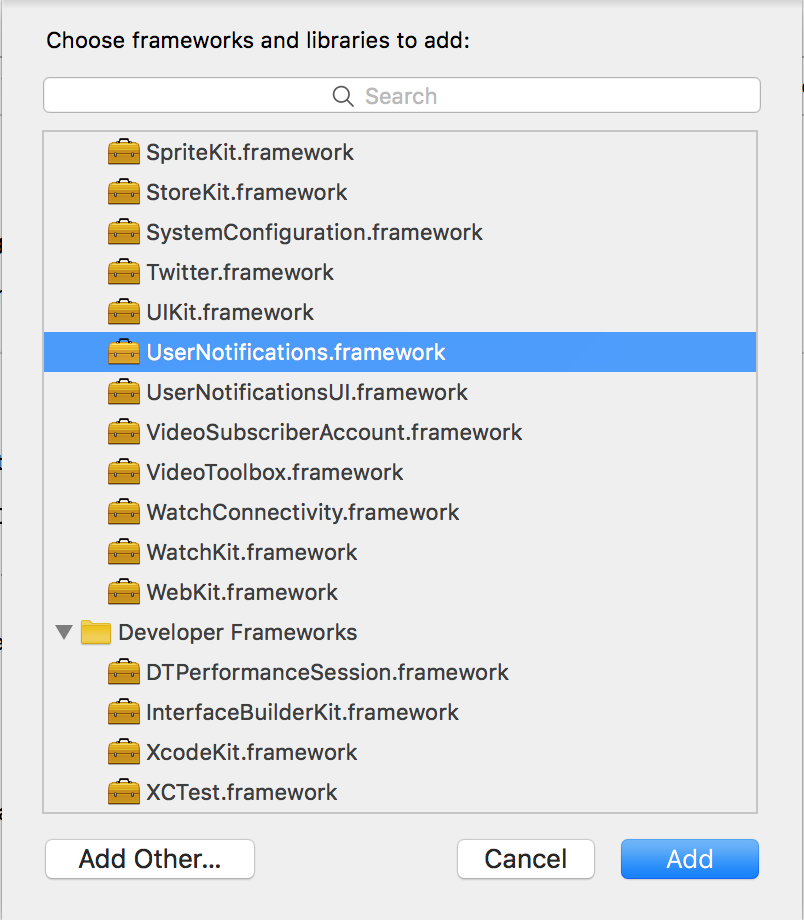 Choose frameworks and libraries to add:
Search
SpriteKit.framework
StoreKit.framework
SystemConfiguration.framework
Twitter.framework
UIKit.framework
UserNotifications.framework
UserNotificationsUI.framework
VideoSubscriberAccount.framework
VideoToolbox.framework
WatchConnectivity.framework
WatchKit.framework
WebKit.framework
Developer Frameworks
DTPerformanceSession.framework
InterfaceBuilderKit.framework
XcodeKit.framework
XCTest.framework
Add Other...
Cancel
Add